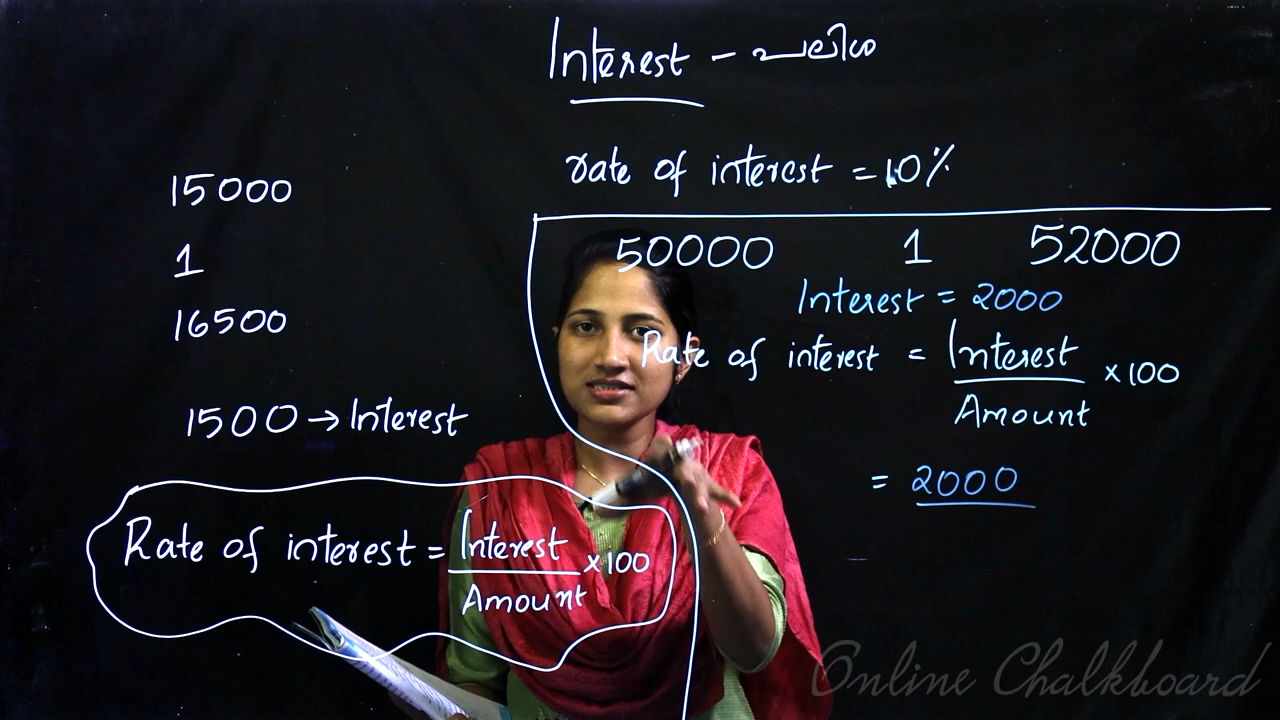 Interest - പലിശ
rate of interest = 10%
15000
1
16500
1500 → Interest
Rate of interest = Interest / Amount × 100
50000 1 52000
Interest = 2000
Rate of interest = Interest / Amount × 100
= 2000
Online Chalkboard